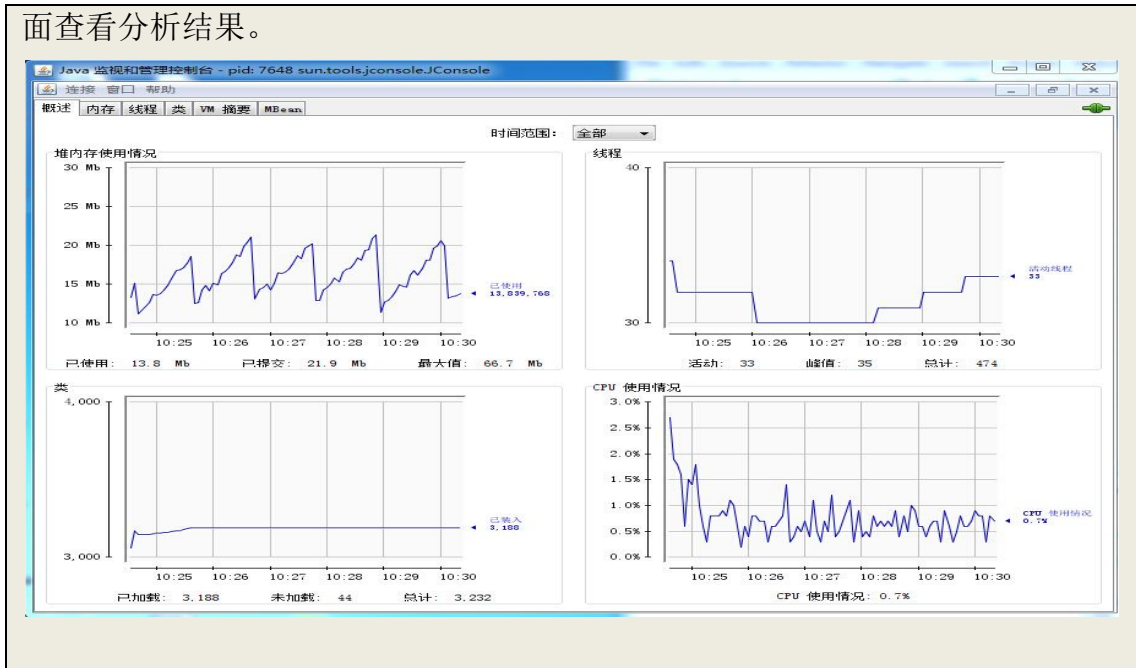 面查看分析结果。
Java 监视和管理控制台 - pid: 7648 sun.tools.jconsole.JConsole
连接 窗口 帮助
概述 内存 线程 类 VM 摘要 MBean
时间范围: 全部
堆内存使用情况
30 Mb
25 Mb
20 Mb
15 Mb
10 Mb
已使用
13,839,768
10:25 10:26 10:27 10:28 10:29 10:30
已使用: 13.8 Mb 已提交: 21.9 Mb 最大值: 66.7 Mb
线程
40
30
活动线程
33
10:25 10:26 10:27 10:28 10:29 10:30
活动: 33 峰值: 35 总计: 474
类
4,000
3,000
已装入
3,188
10:25 10:26 10:27 10:28 10:29 10:30
已加载: 3,188 未加载: 44 总计: 3,232
CPU 使用情况
3.0%
2.5%
2.0%
1.5%
1.0%
0.5%
0.0%
CPU 使用情况
0.7%
10:25 10:26 10:27 10:28 10:29 10:30
CPU 使用情况: 0.7%